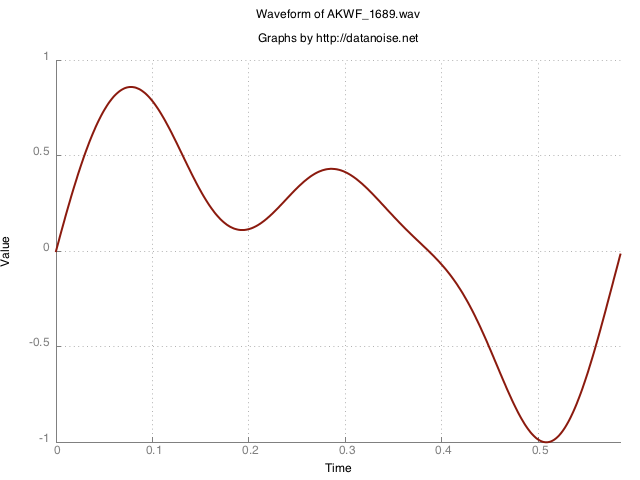 Waveform of AKWF_1689.wav
Graphs by http://datanoise.net
1
0.5
0
-0.5
-1
Value
0 0.1 0.2 0.3 0.4 0.5
Time